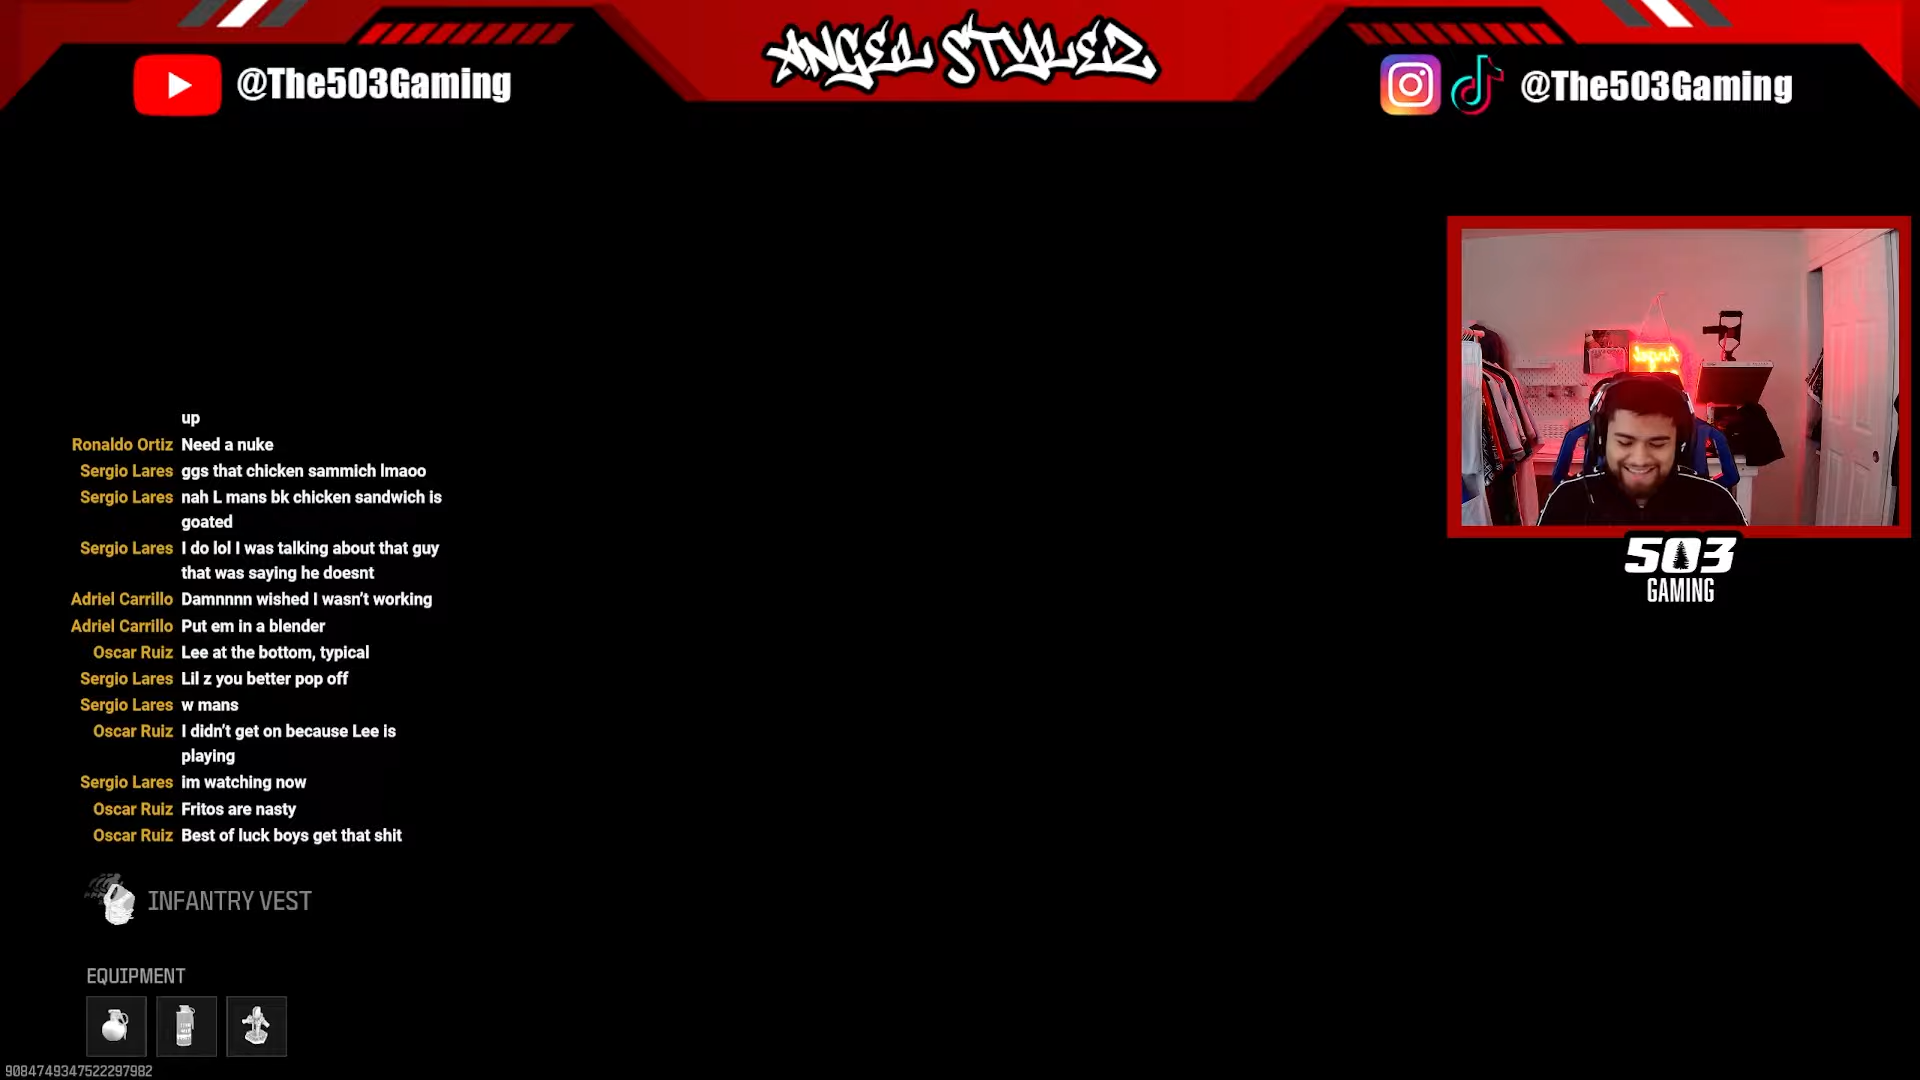 @The503Gaming
ANGEL STYLEZ
@The503Gaming
up
Ronaldo Ortiz Need a nuke
Sergio Lares ggs that chicken sammich lmaoo
Sergio Lares nah L mans bk chicken sandwich is
goated
Sergio Lares I do lol I was talking about that guy
that was saying he doesnt
Adriel Carrillo Damnnnn wished I wasn't working
Adriel Carrillo Put em in a blender
Oscar Ruiz Lee at the bottom, typical
Sergio Lares Lil z you better pop off
Sergio Lares w mans
Oscar Ruiz I didn't get on because Lee is
playing
Sergio Lares im watching now
Oscar Ruiz Fritos are nasty
Oscar Ruiz Best of luck boys get that shit
Angel
503
GAMING
INFANTRY VEST
EQUIPMENT
9084749347522297982